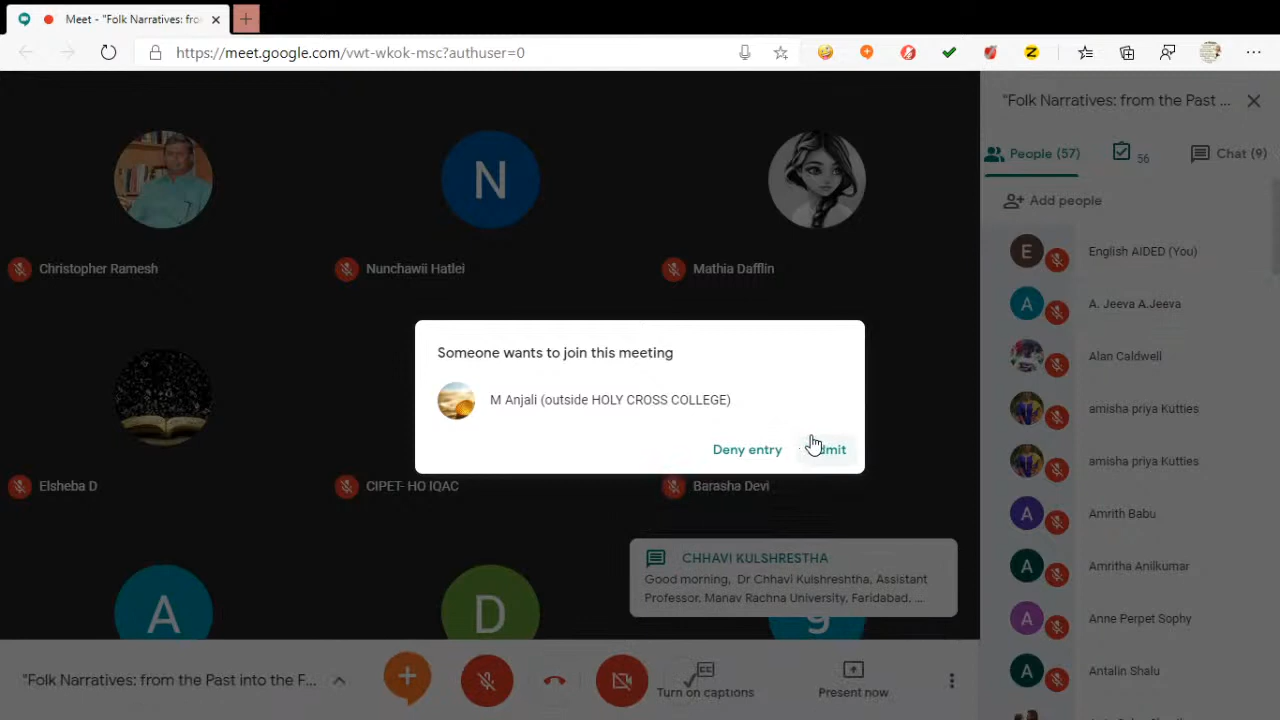 Meet - "Folk Narratives: fro
https://meet.google.com/vwt-wkok-msc?authuser=0
"Folk Narratives: from the Past ...
People (57)
56
Chat (9)
Add people
N
Christopher Ramesh
Nunchawii Hatlei
Mathia Dafflin
E
English AIDED (You)
A
A. Jeeva A.Jeeva
Alan Caldwell
amisha priya Kutties
amisha priya Kutties
A
Amrith Babu
A
Amritha Anilkumar
A
Anne Perpet Sophy
A
Antalin Shalu
Someone wants to join this meeting
M Anjali (outside HOLY CROSS COLLEGE)
Deny entry
Elsheba D
CIPET- HO IQAC
Barasha Devi
CHHAVI KULSHRESTHA
Good morning, Dr Chhavi Kulshreshtha, Assistant
Professor, Manav Rachna University, Faridabad, ...
A
D
g
"Folk Narratives: from the Past into the F...
CC
Turn on captions
Present now